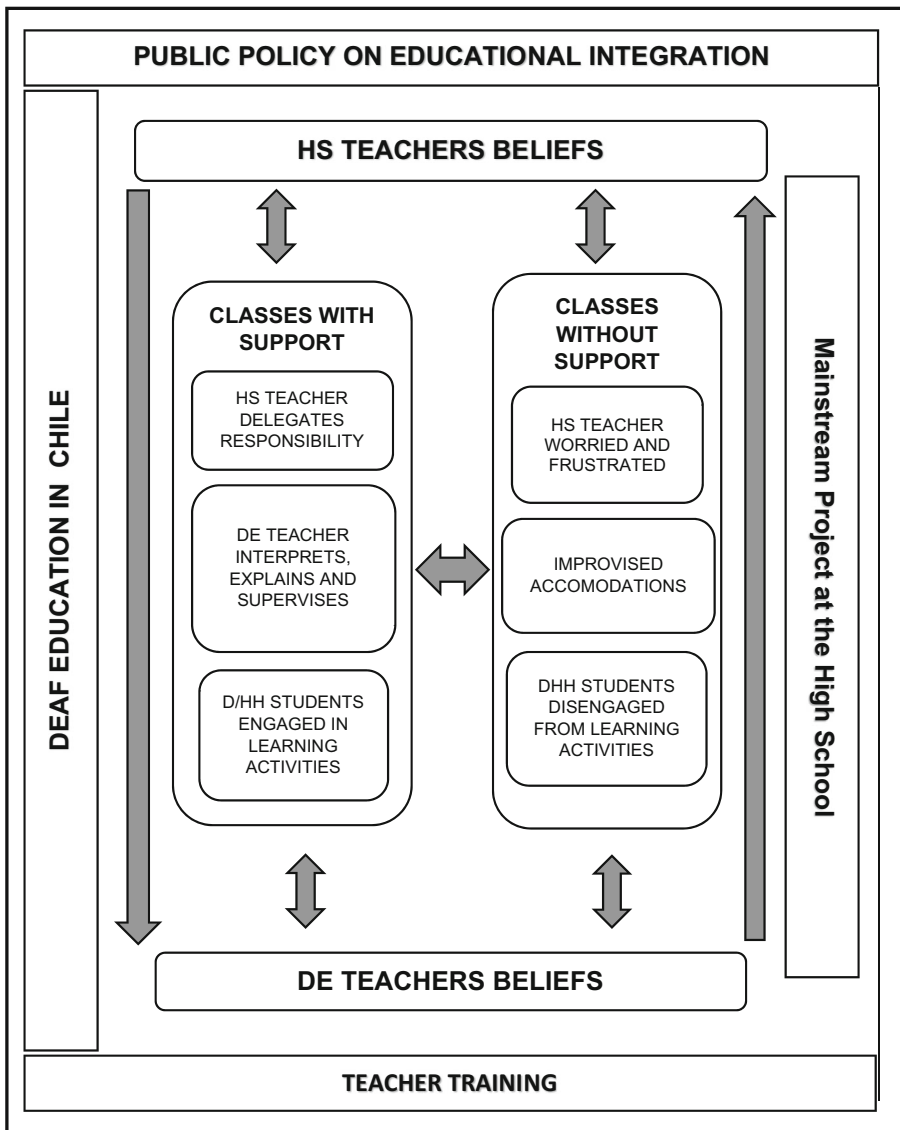 PUBLIC POLICY ON EDUCATIONAL INTEGRATION
DEAF EDUCATION IN CHILE
HS TEACHERS BELIEFS
CLASSES WITH
SUPPORT
HS TEACHER
DELEGATES
RESPONSIBILITY
DE TEACHER
INTERPRETS,
EXPLAINS AND
SUPERVISES
D/HH STUDENTS
ENGAGED IN
LEARNING
ACTIVITIES
CLASSES
WITHOUT
SUPPORT
HS TEACHER
WORRIED AND
FRUSTRATED
IMPROVISED
ACCOMODATIONS
DHH STUDENTS
DISENGAGED
FROM LEARNING
ACTIVITIES
Mainstream Project at the High School
DE TEACHERS BELIEFS
TEACHER TRAINING